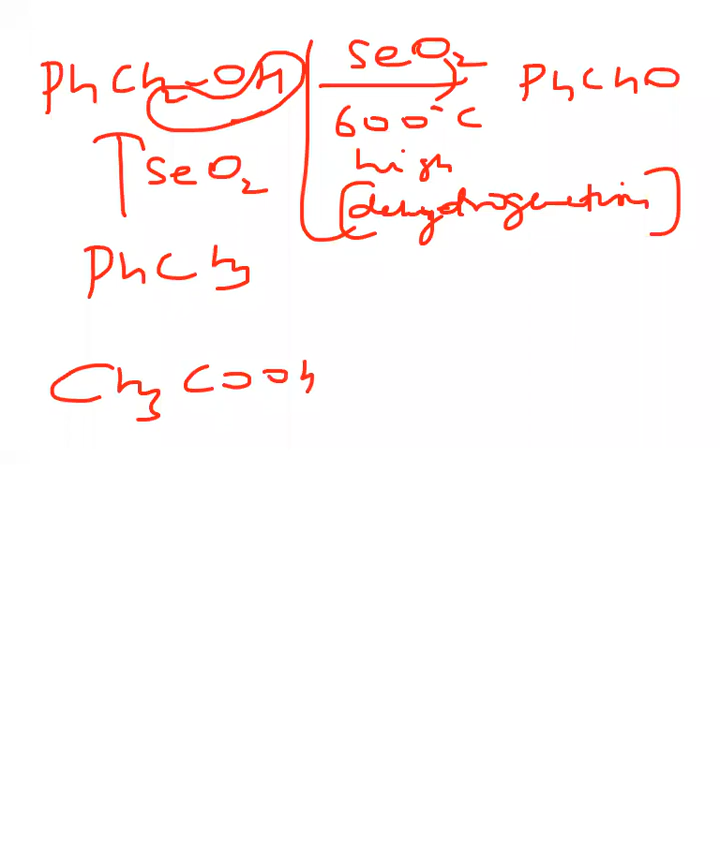 PhCH₂-OH SeO₂ PhCHO
600°C
SeO₂ high
[dehydrogenation]
PhCH₃
CH₃COOH